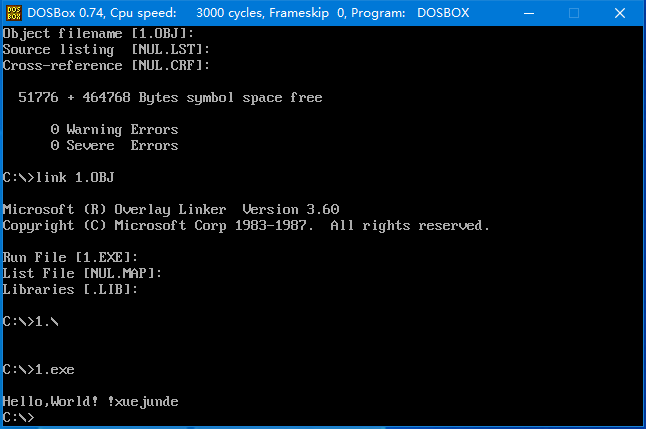 DOSBox 0.74, Cpu speed: 3000 cycles, Frameskip 0, Program: DOSBOX
Object filename [1.OBJ]:
Source listing [NUL.LST]:
Cross-reference [NUL.CRF]:
51776 + 464768 Bytes symbol space free
0 Warning Errors
0 Severe Errors
C:\>link 1.OBJ
Microsoft (R) Overlay Linker Version 3.60
Copyright (C) Microsoft Corp 1983-1987. All rights reserved.
Run File [1.EXE]:
List File [NUL.MAP]:
Libraries [.LIB]:
C:\>1.\
C:\>1.exe
Hello,World! !xuejunde
C:\>